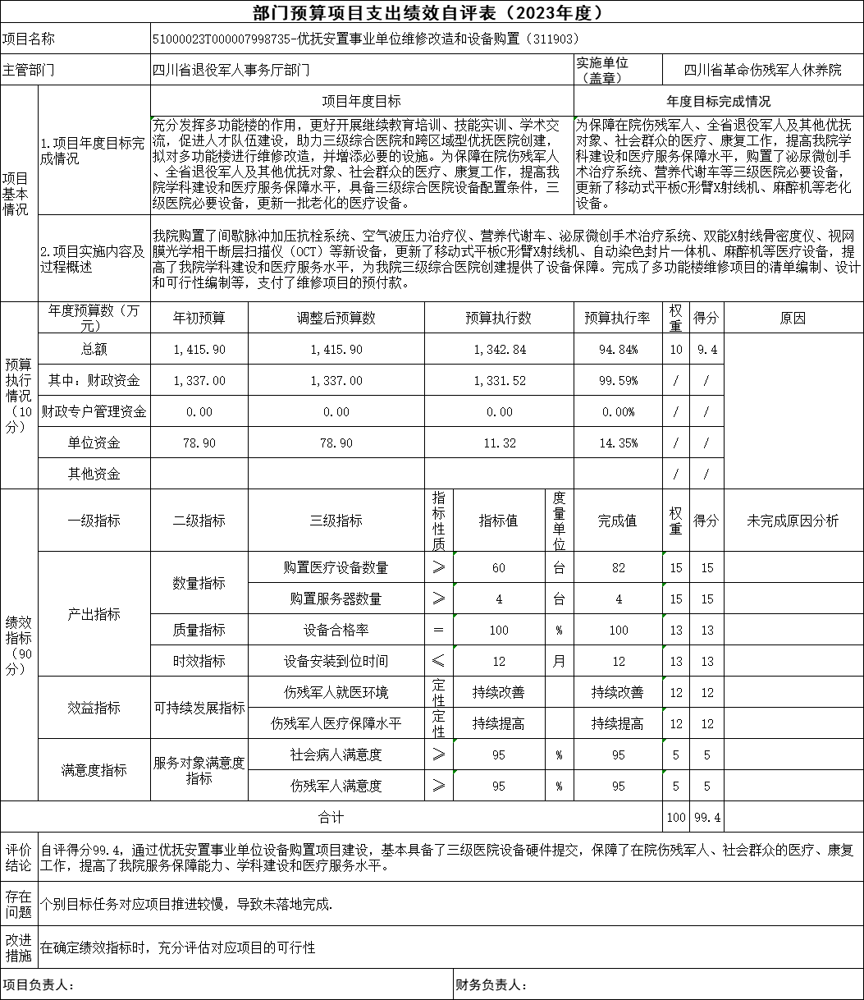 部门预算项目支出绩效自评表（2023年度）
项目名称
51000023T000007998735-优抚安置事业单位维修改造和设备购置（311903）
主管部门
四川省退役军人事务厅部门
实施单位
（盖章）
四川省革命伤残军人休养院
项目
基本
情况
1.项目年度目标完
成情况
项目年度目标
年度目标完成情况
充分发挥多功能楼的作用，更好开展继续教育培训、技能实训、学术交
流，促进人才队伍建设，助力三级综合医院和跨区域型优抚医院创建，
拟对多功能楼进行维修改造，并增添必要的设施。为保障在院伤残军人
、全省退役军人及其他优抚对象、社会群众的医疗、康复工作，提高我
院学科建设和医疗服务保障水平，具备三级综合医院设备配置条件，三
级医院必要设备，更新一批老化的医疗设备。
为保障在院伤残军人、全省退役军人及其他优抚
对象、社会群众的医疗、康复工作，提高我院学
科建设和医疗服务保障水平，购置了泌尿微创手
术治疗系统、营养代谢车等三级医院必要设备，
更新了移动式平板C形臂X射线机、麻醉机等老化
设备。
2.项目实施内容及
过程概述
我院购置了间歇脉冲加压抗栓系统、空气波压力治疗仪、营养代谢车、泌尿微创手术治疗系统、双能X射线骨密度仪、视网
膜光学相干断层扫描仪（OCT）等新设备，更新了移动式平板C形臂X射线机、自动染色封片一体机、麻醉机等医疗设备，提
高了我院学科建设和医疗服务水平，为我院三级综合医院创建提供了设备保障。完成了多功能楼维修项目的清单编制、设计
和可行性编制等，支付了维修项目的预付款。
预算
执行
情况
（10
分）
年度预算数（万
元）
年初预算
调整后预算数
预算执行数
预算执行率
权
重
得分
原因
总额 1,415.90 1,415.90 1,342.84 94.84% 10 9.4
其中：财政资金 1,337.00 1,337.00 1,331.52 99.59% / /
财政专户管理资金 0.00 0.00 0.00 0.00% / /
单位资金 78.90 78.90 11.32 14.35% / /
其他资金 / /
绩效
指标
（90
分）
一级指标
二级指标
三级指标
指
标
性
质
指标值
度
量
单
位
完成值
权
重
得分
未完成原因分析
产出指标
数量指标
购置医疗设备数量 ≥ 60 台 82 15 15
购置服务器数量 ≥ 4 台 4 15 15
质量指标 设备合格率 ＝ 100 % 100 13 13
时效指标 设备安装到位时间 ≤ 12 月 12 13 13
效益指标
可持续发展指标
伤残军人就医环境
定
性
持续改善 持续改善 12 12
伤残军人医疗保障水平
定
性
持续提高 持续提高 12 12
满意度指标
服务对象满意度
指标
社会病人满意度 ≥ 95 % 95 5 5
伤残军人满意度 ≥ 95 % 95 5 5
合计 100 99.4
评价
结论
自评得分99.4，通过优抚安置事业单位设备购置项目建设，基本具备了三级医院设备硬件提交，保障了在院伤残军人、社会群众的医疗、康复
工作，提高了我院服务保障能力、学科建设和医疗服务水平。
存在
问题
个别目标任务对应项目推进较慢，导致未落地完成.
改进
措施
在确定绩效指标时，充分评估对应项目的可行性
项目负责人：
财务负责人：